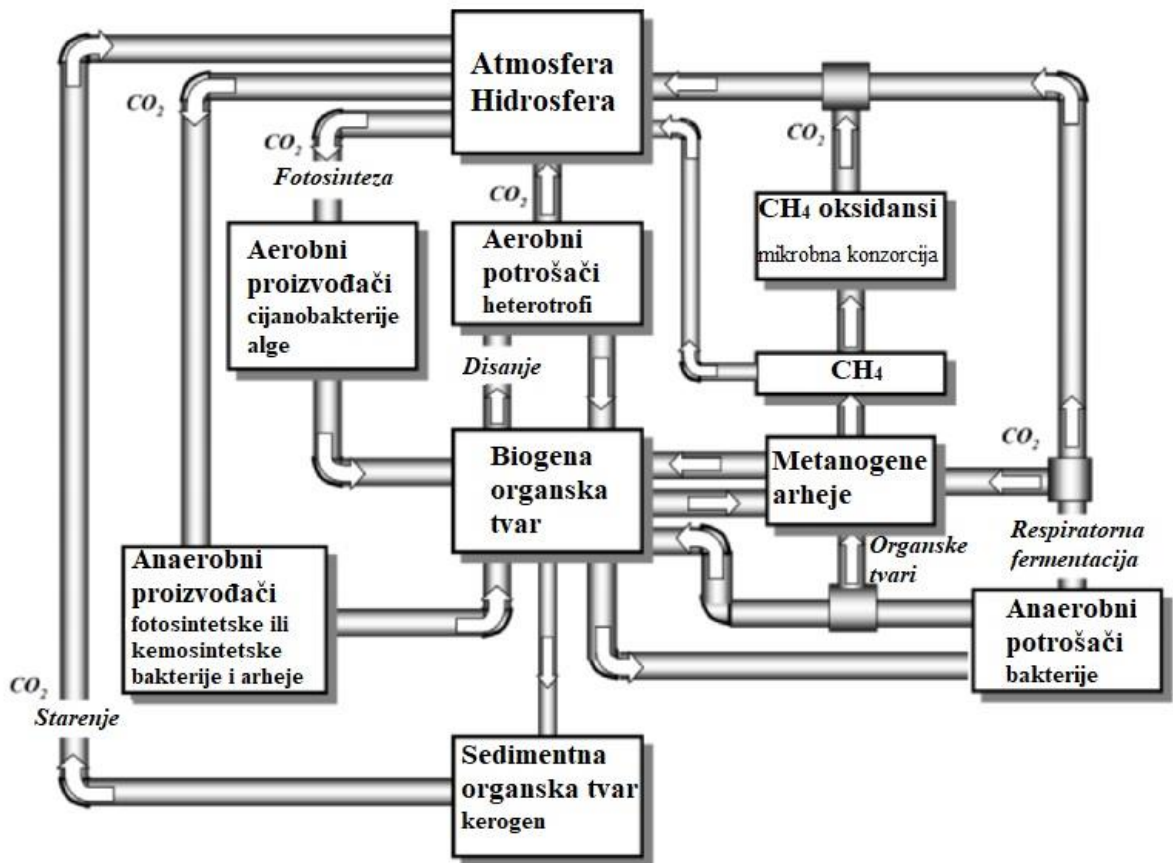 Atmosfera
Hidrosfera
CO₂
CO₂
Fotosinteza
CO₂
CO₂
CH₄ oksidansi
mikrobna konzorcija
Aerobni
proizvođači
cijanobakterije
alge
Aerobni
potrošači
heterotrofi
Disanje
CH₄
Biogena
organska
tvar
Metanogene
arheje
CO₂
Organske
tvari
Respiratorna
fermentacija
Anaerobni
proizvođači
fotosintetske ili
kemosintetske
bakterije i arheje
Anaerobni
potrošači
bakterije
CO₂
Starenje
Sedimentna
organska tvar
kerogen